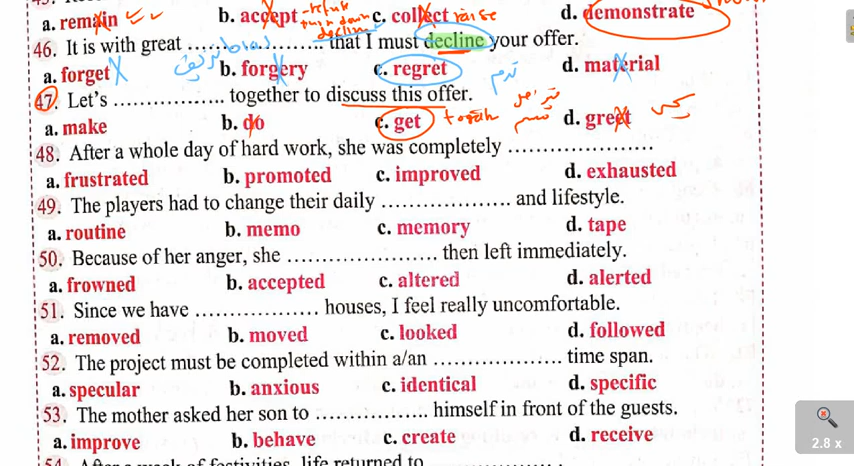 a. remain b. accept c. collect raise d. demonstrate
46. It is with great .................... that I must decline your offer.
a. forget b. forgery c. regret d. material
47. Let's .................... together to discuss this offer.
a. make b. do c. get d. greet
48. After a whole day of hard work, she was completely .........................
a. frustrated b. promoted c. improved d. exhausted
49. The players had to change their daily ...................... and lifestyle.
a. routine b. memo c. memory d. tape
50. Because of her anger, she .......................... then left immediately.
a. frowned b. accepted c. altered d. alerted
51. Since we have ..................... houses, I feel really uncomfortable.
a. removed b. moved c. looked d. followed
52. The project must be completed within a/an ...................... time span.
a. specular b. anxious c. identical d. specific
53. The mother asked her son to .................... himself in front of the guests.
a. improve b. behave c. create d. receive
2.8 x